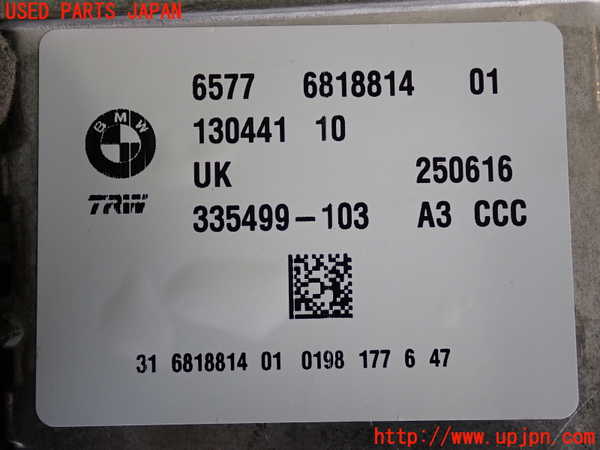 USED PARTS JAPAN
6577 6818814 01
BMW
130441 10
UK 250616
TRW
335499-103 A3 CCC
31 6818814 01 0198 177 6 47
http://www.upjpn.com/